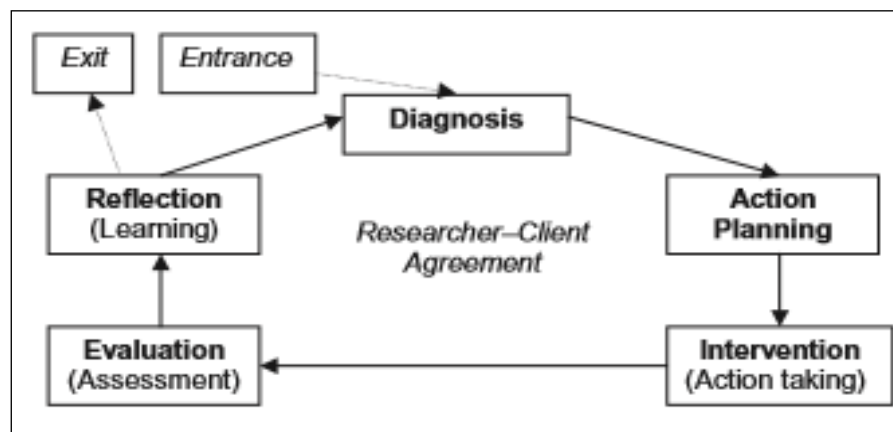 Exit
Entrance
Diagnosis
Reflection
(Learning)
Action
Planning
Researcher–Client
Agreement
Evaluation
(Assessment)
Intervention
(Action taking)